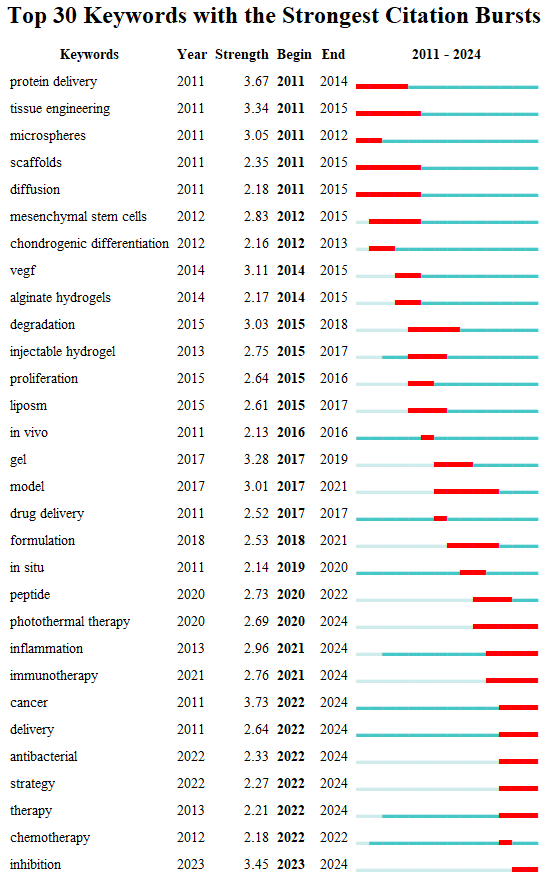 Top 30 Keywords with the Strongest Citation Bursts
Keywords Year Strength Begin End 2011 - 2024
protein delivery 2011 3.67 2011 2014
tissue engineering 2011 3.34 2011 2015
microspheres 2011 3.05 2011 2012
scaffolds 2011 2.35 2011 2015
diffusion 2011 2.18 2011 2015
mesenchymal stem cells 2012 2.83 2012 2015
chondrogenic differentiation 2012 2.16 2012 2013
vegf 2014 3.11 2014 2015
alginate hydrogels 2014 2.17 2014 2015
degradation 2015 3.03 2015 2018
injectable hydrogel 2013 2.75 2015 2017
proliferation 2015 2.64 2015 2016
liposm 2015 2.61 2015 2017
in vivo 2011 2.13 2016 2016
gel 2017 3.28 2017 2019
model 2017 3.01 2017 2021
drug delivery 2011 2.52 2017 2017
formulation 2018 2.53 2018 2021
in situ 2011 2.14 2019 2020
peptide 2020 2.73 2020 2022
photothermal therapy 2020 2.69 2020 2024
inflammation 2013 2.96 2021 2024
immunotherapy 2021 2.76 2021 2024
cancer 2011 3.73 2022 2024
delivery 2011 2.64 2022 2024
antibacterial 2022 2.33 2022 2024
strategy 2022 2.27 2022 2024
therapy 2013 2.21 2022 2024
chemotherapy 2012 2.18 2022 2022
inhibition 2023 3.45 2023 2024